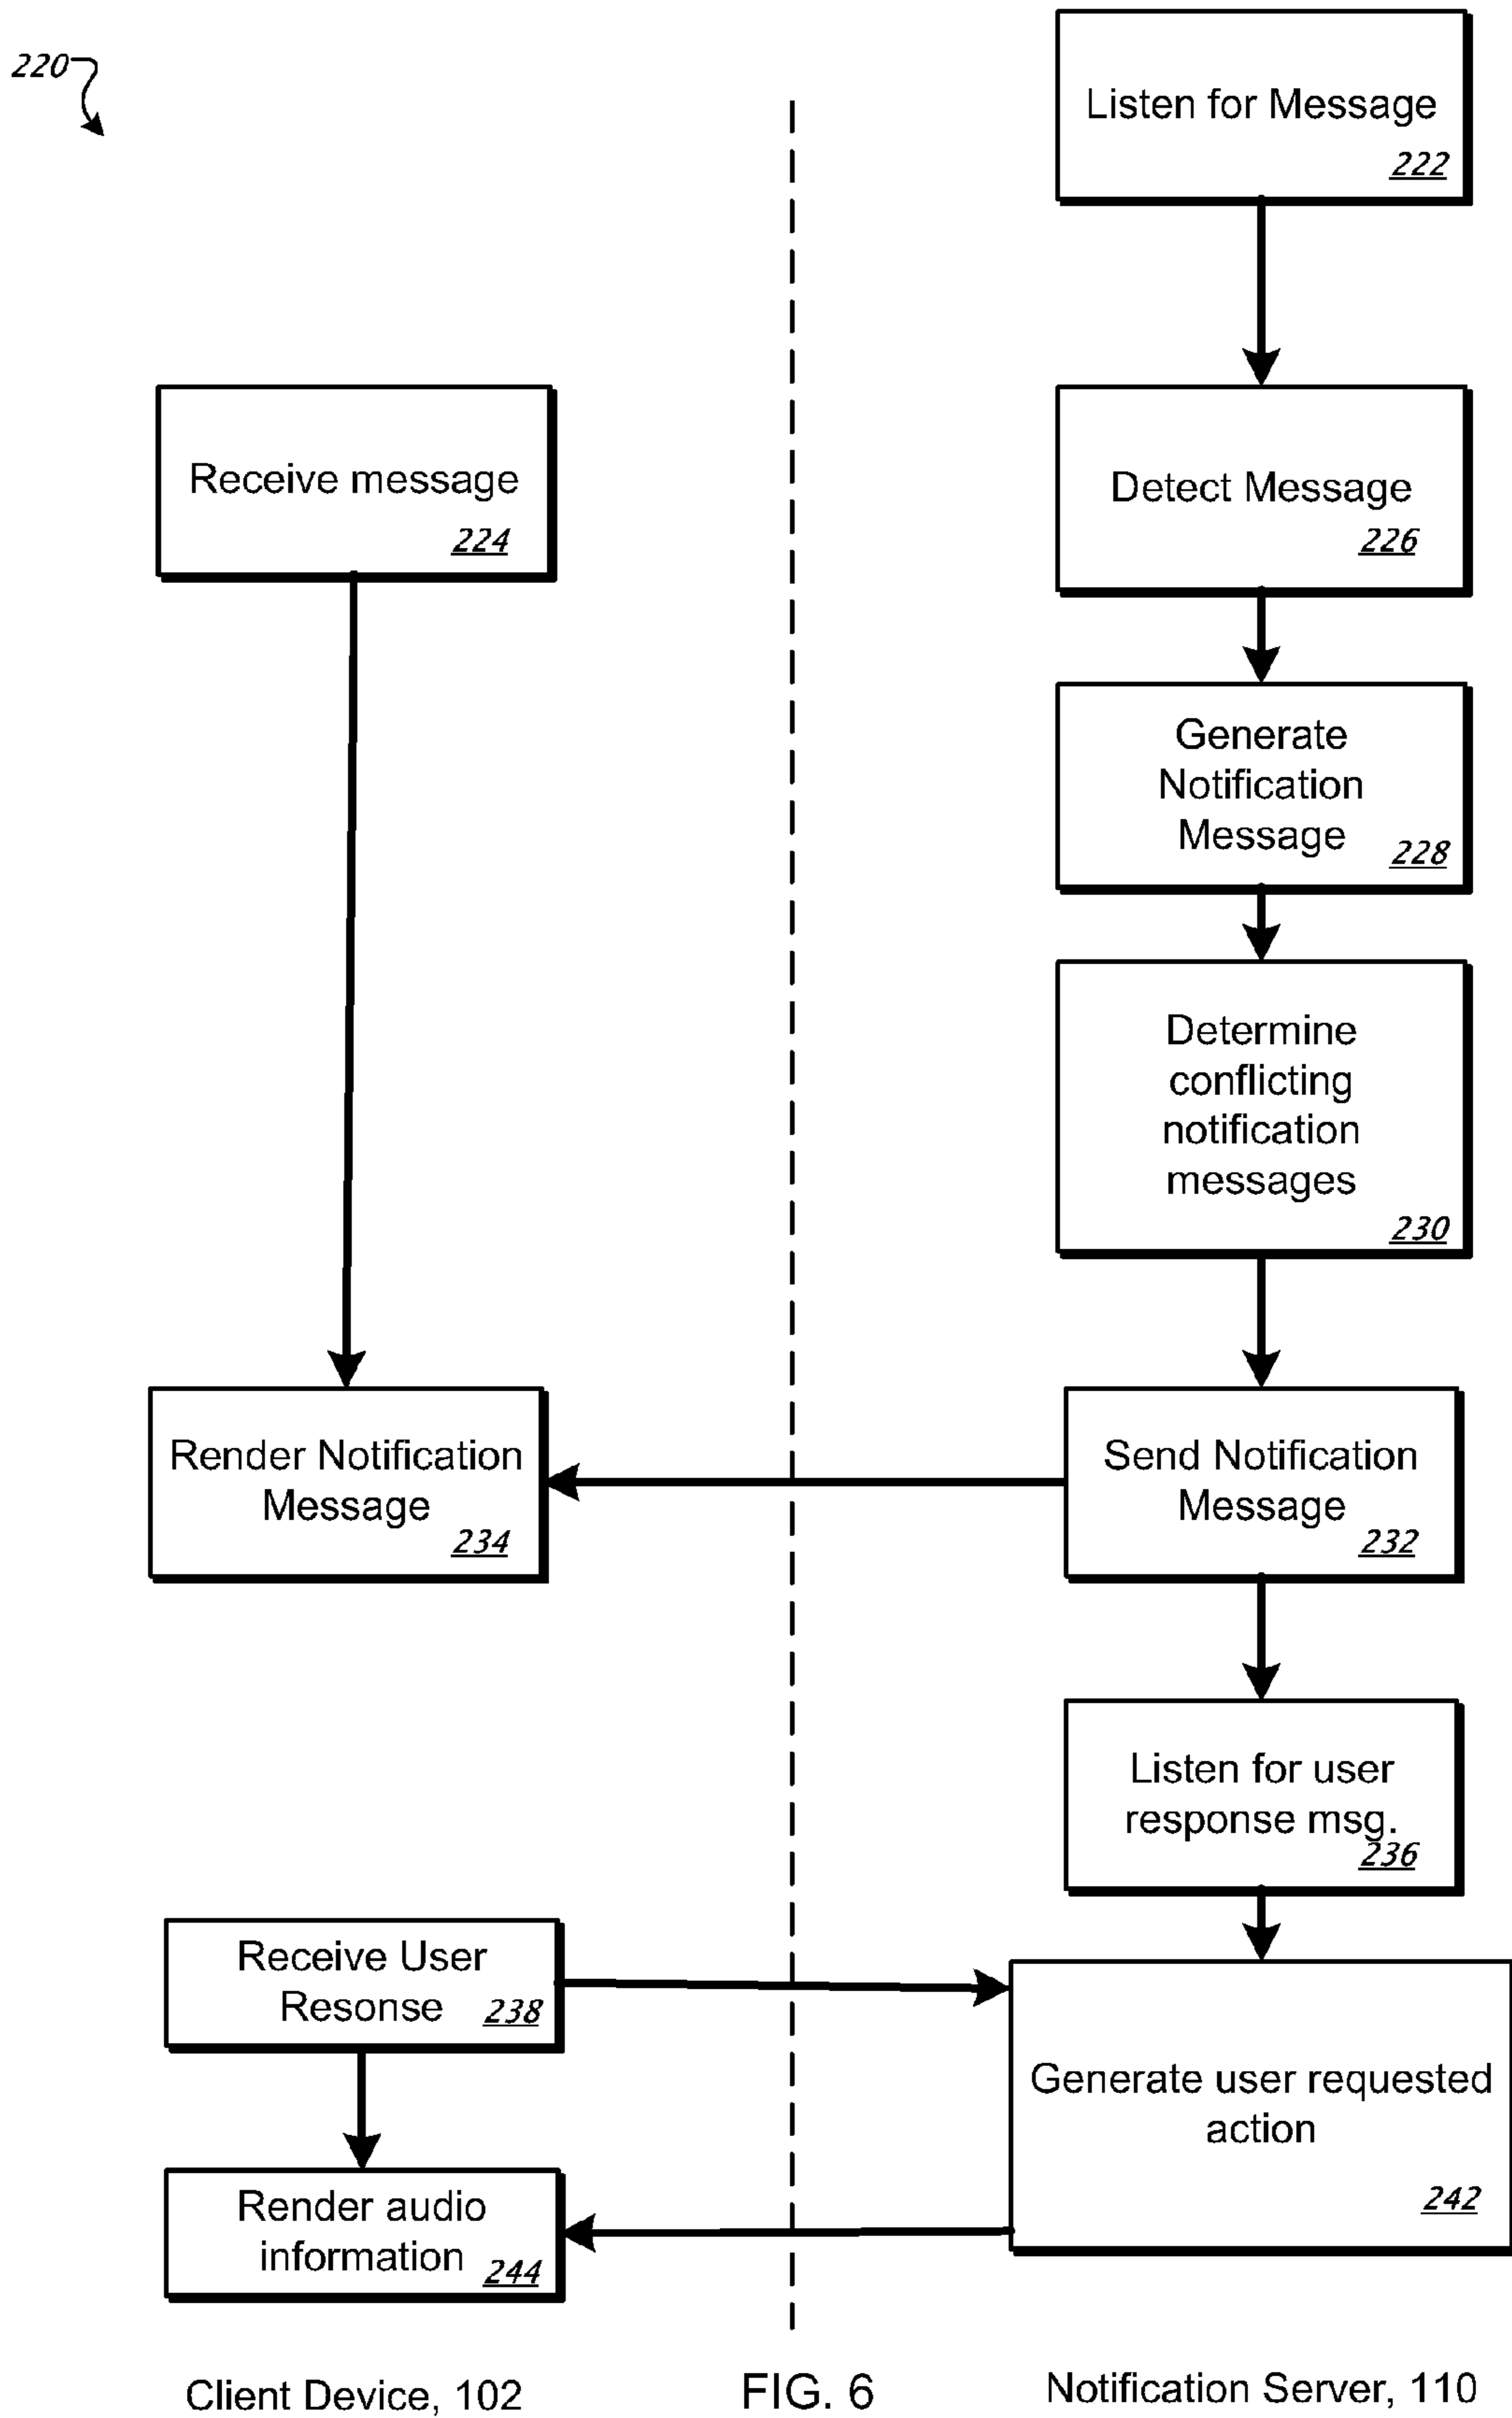 220
Listen for Message
222
Receive message
224
Detect Message
226
Generate
Notification
Message
228
Determine
conflicting
notification
messages
230
Render Notification
Message
234
Send Notification
Message
232
Listen for user
response msg.
236
Receive User
Resonse
238
Generate user requested
action
242
Render audio
information
244
Client Device, 102
FIG. 6
Notification Server, 110